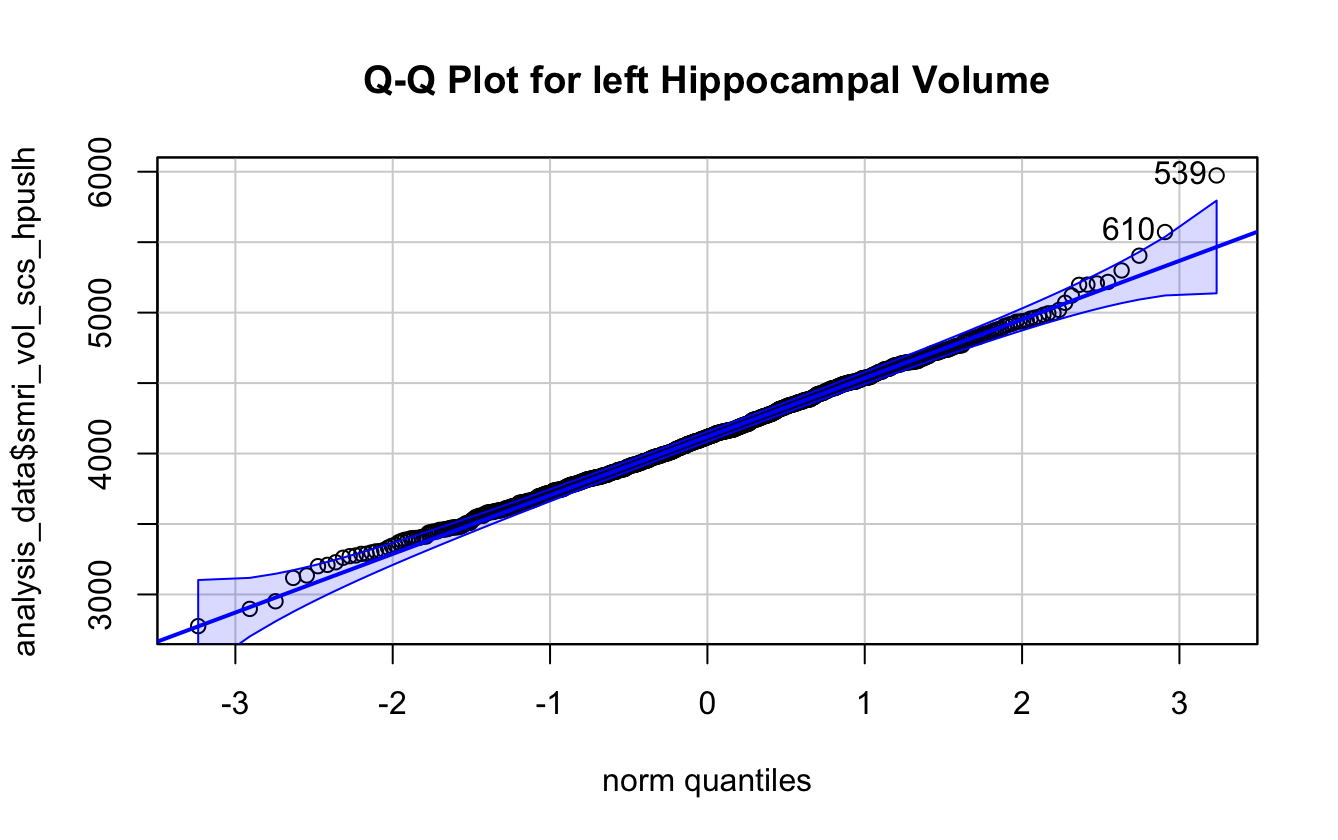 Q-Q Plot for left Hippocampal Volume
analysis_data$smri_vol_scs_hpuslh
6000
5000
4000
3000
539
610
-3 -2 -1 0 1 2 3
norm quantiles